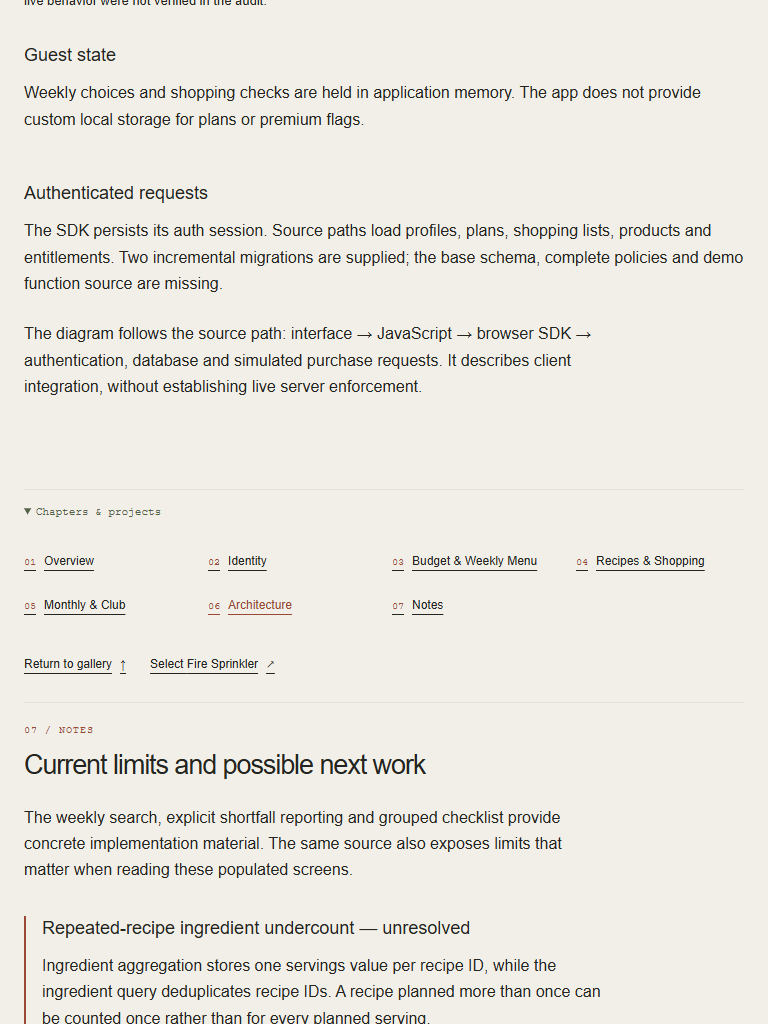 live behavior were not verified in the audit.
Guest state
Weekly choices and shopping checks are held in application memory. The app does not provide
custom local storage for plans or premium flags.
Authenticated requests
The SDK persists its auth session. Source paths load profiles, plans, shopping lists, products and
entitlements. Two incremental migrations are supplied; the base schema, complete policies and demo
function source are missing.
The diagram follows the source path: interface → JavaScript → browser SDK →
authentication, database and simulated purchase requests. It describes client
integration, without establishing live server enforcement.
▼ Chapters & projects
01 Overview 02 Identity 03 Budget & Weekly Menu 04 Recipes & Shopping
05 Monthly & Club 06 Architecture 07 Notes
Return to gallery ↑ Select Fire Sprinkler ↗
07 / NOTES
Current limits and possible next work
The weekly search, explicit shortfall reporting and grouped checklist provide
concrete implementation material. The same source also exposes limits that
matter when reading these populated screens.
Repeated-recipe ingredient undercount — unresolved
Ingredient aggregation stores one servings value per recipe ID, while the
ingredient query deduplicates recipe IDs. A recipe planned more than once can
be counted once rather than for every planned serving.